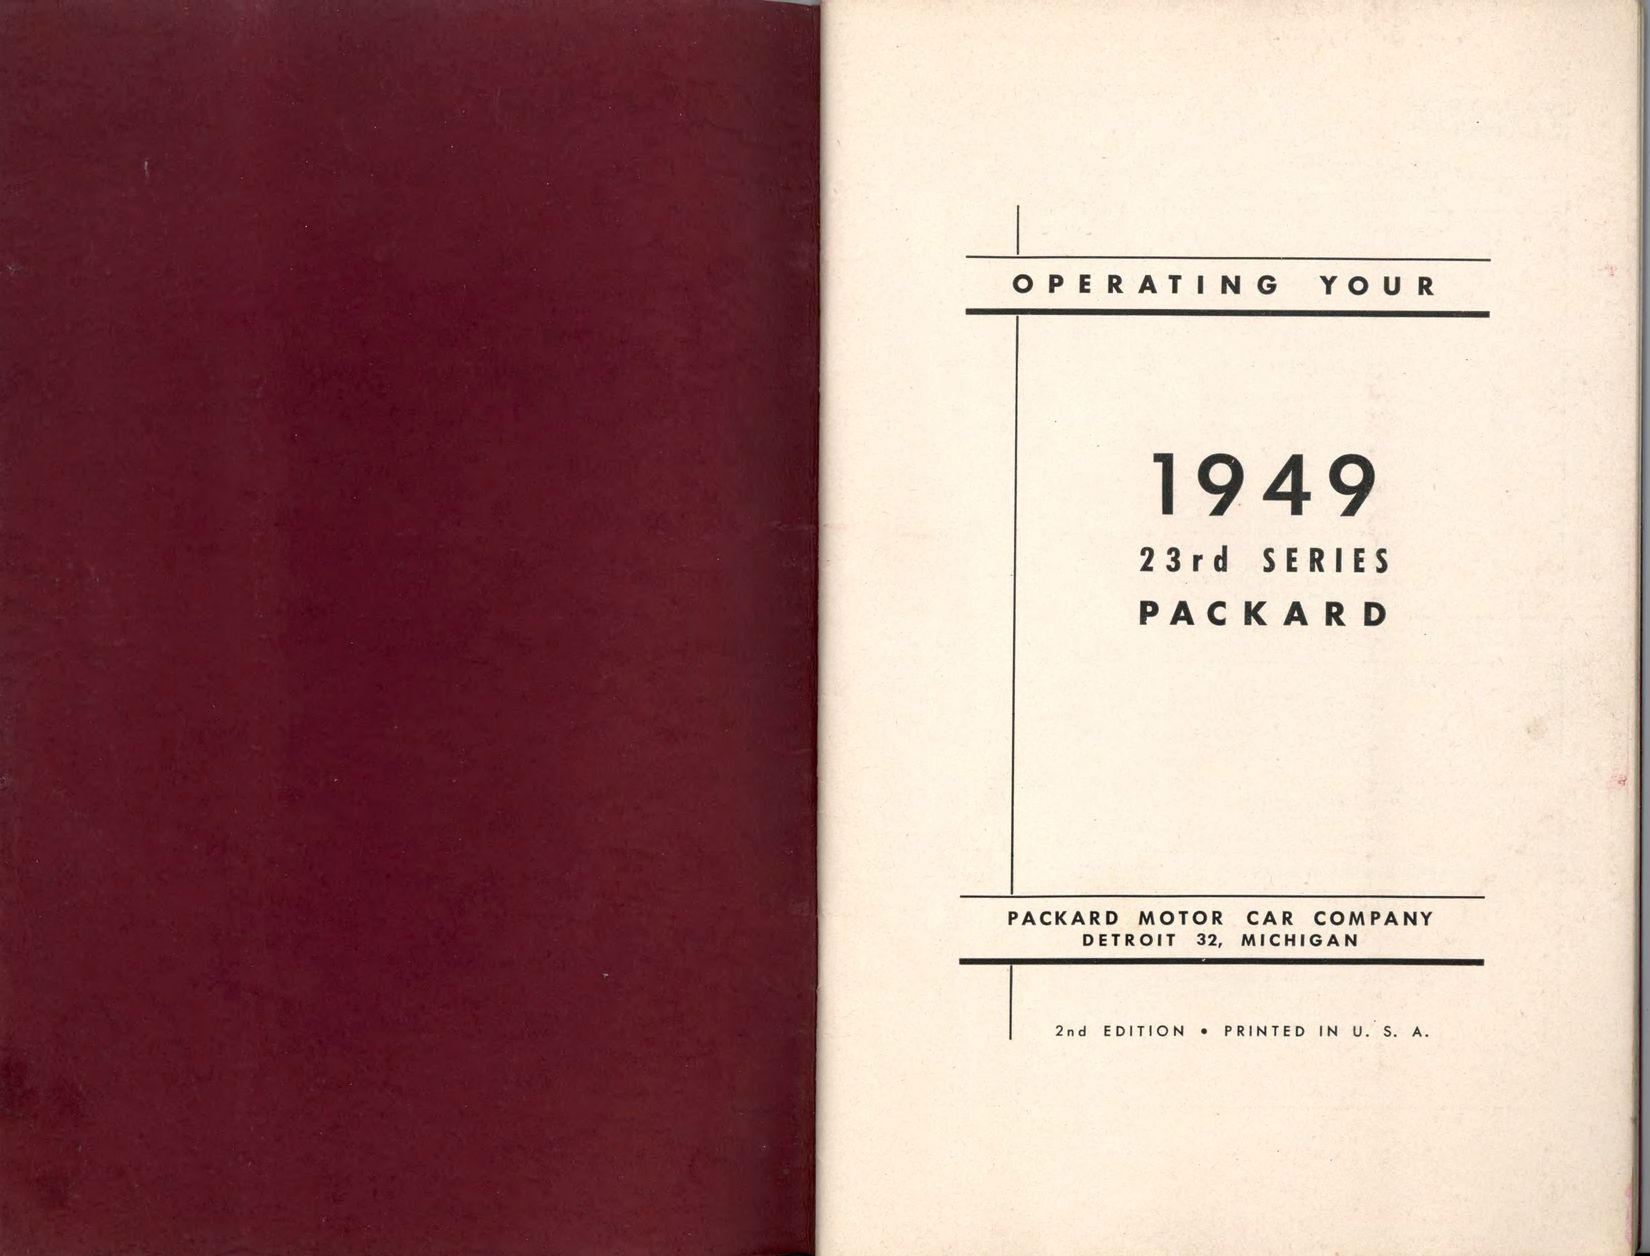 OPERATING YOUR
1949
23rd SERIES
PACKARD
PACKARD MOTOR CAR COMPANY
DETROIT 32, MICHIGAN
2nd EDITION • PRINTED IN U. S. A.